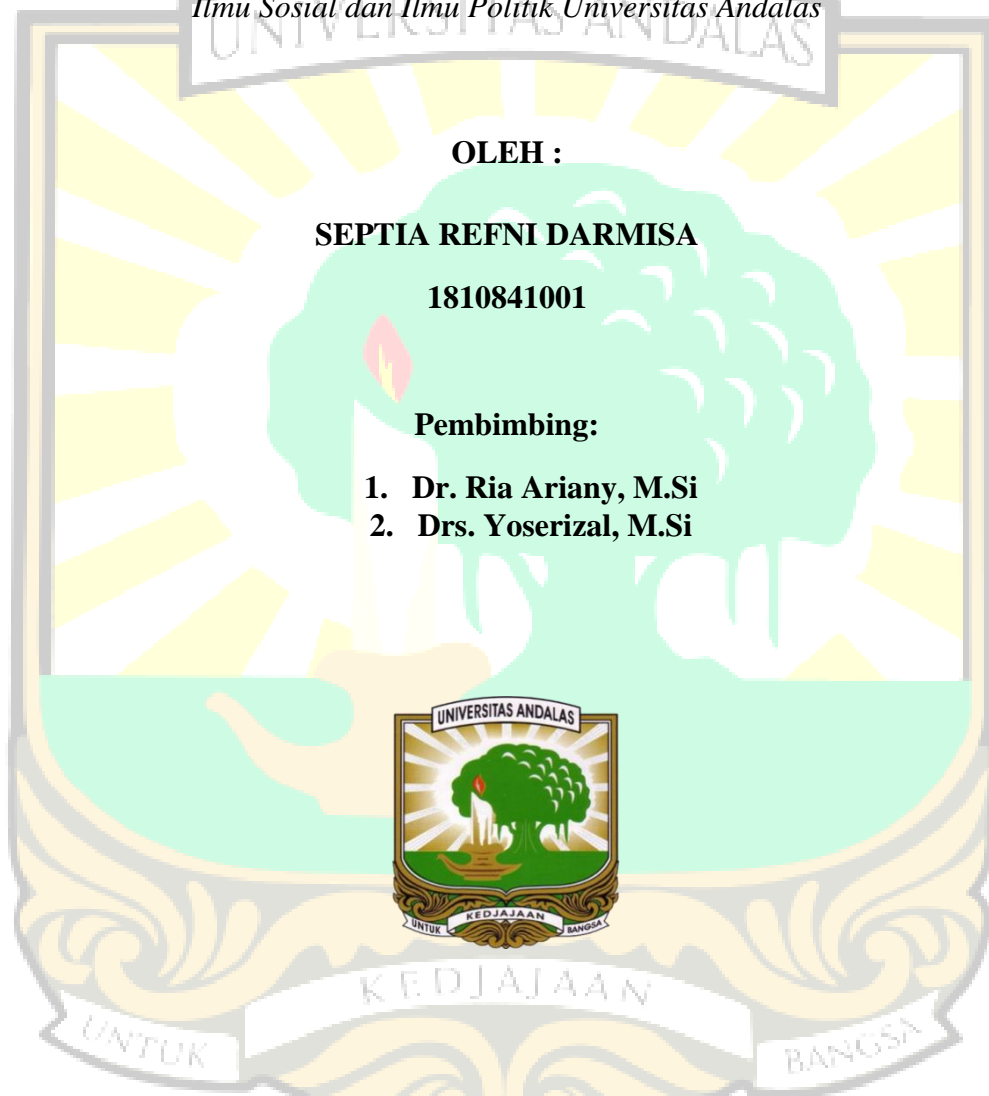 Ilmu Sosial dan Ilmu Politik Universitas Andalas
UNIVERSITAS ANDALAS
OLEH :
SEPTIA REFNI DARMISA
1810841001
Pembimbing:
1. Dr. Ria Ariany, M.Si
2. Drs. Yoserizal, M.Si
UNIVERSITAS ANDALAS
UNTUK KEDJAJAAN BANGSA
KEDJAJAAN
UNTUK BANGSA